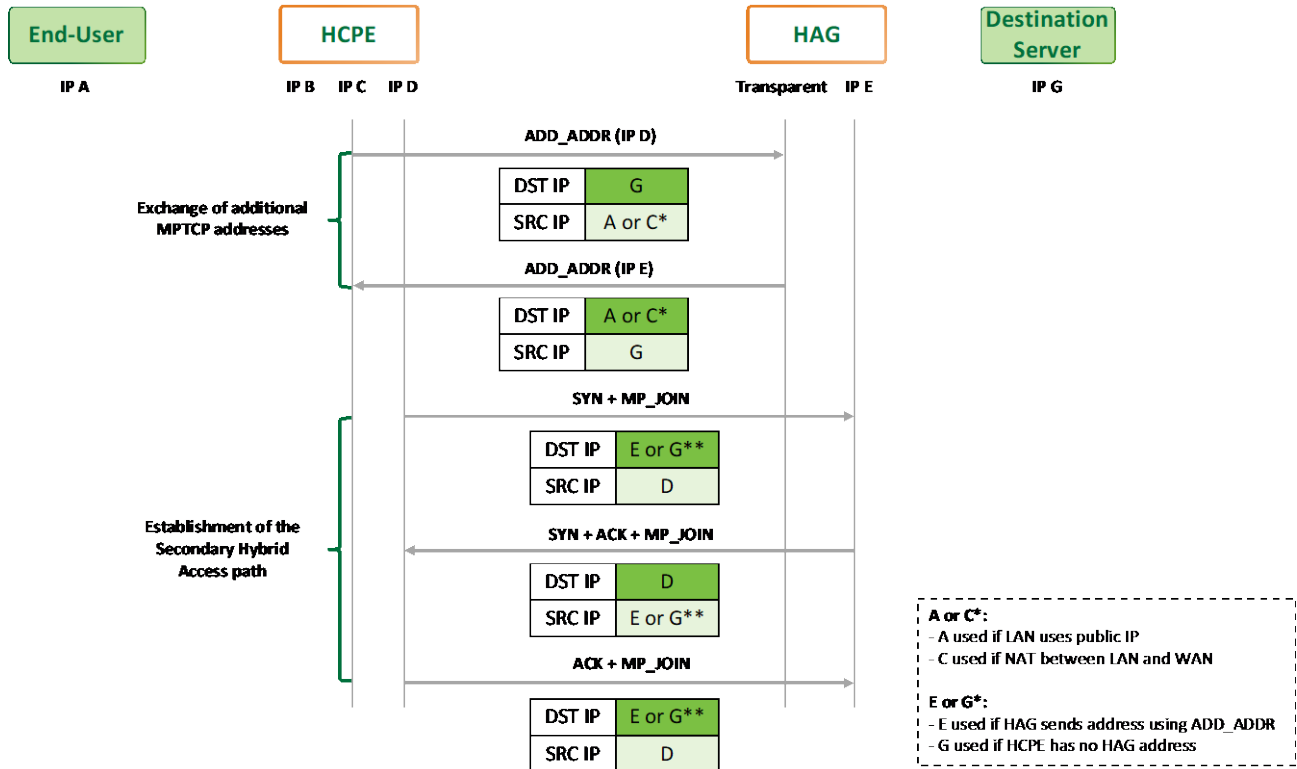 End-User
HCPE
HAG
Destination
Server
IP A
IP B
IP C
IP D
Transparent
IP E
IP G
ADD_ADDR (IP D)
DST IP
G
SRC IP
A or C*
Exchange of additional
MPTCP addresses
ADD_ADDR (IP E)
DST IP
A or C*
SRC IP
G
SYN + MP_JOIN
DST IP
E or G**
SRC IP
D
Establishment of the
Secondary Hybrid
Access path
SYN + ACK + MP_JOIN
DST IP
D
SRC IP
E or G**
ACK + MP_JOIN
DST IP
E or G**
SRC IP
D
A or C*:
- A used if LAN uses public IP
- C used if NAT between LAN and WAN
E or G*:
- E used if HAG sends address using ADD_ADDR
- G used if HCPE has no HAG address